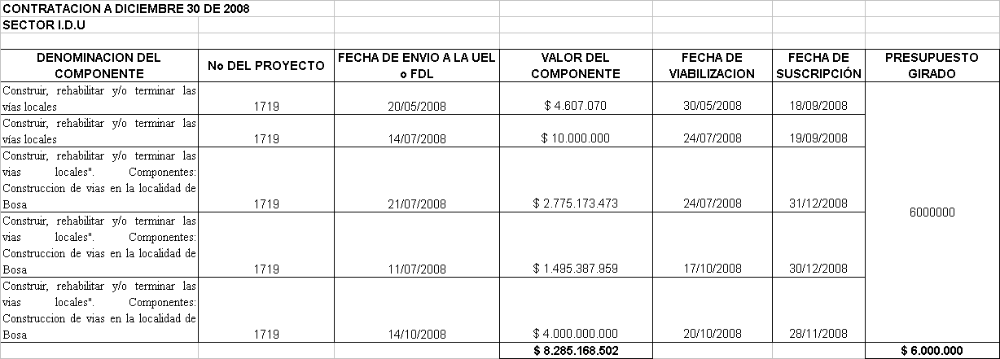 CONTRATACION A DICIEMBRE 30 DE 2008
SECTOR I.D.U
DENOMINACION DEL COMPONENTE No DEL PROYECTO FECHA DE ENVIO A LA UEL o FDL VALOR DEL COMPONENTE FECHA DE VIABILIZACION FECHA DE SUSCRIPCIÓN PRESUPUESTO GIRADO
Construir, rehabilitar y/o terminar las
vías locales 1719 20/05/2008 $ 4.607.070 30/05/2008 18/09/2008
Construir, rehabilitar y/o terminar las
vías locales 1719 14/07/2008 $ 10.000.000 24/07/2008 19/09/2008
Construir, rehabilitar y/o terminar las
vias locales". Componentes:
Construccion de vias en la localidad de
Bosa 1719 21/07/2008 $ 2.775.173.473 24/07/2008 31/12/2008
6000000
Construir, rehabilitar y/o terminar las
vias locales". Componentes:
Construccion de vias en la localidad de
Bosa 1719 11/07/2008 $ 1.495.387.959 17/10/2008 30/12/2008
Construir, rehabilitar y/o terminar las
vias locales". Componentes:
Construccion de vias en la localidad de
Bosa 1719 14/10/2008 $ 4.000.000.000 20/10/2008 28/11/2008
$ 8.285.168.502 $ 6.000.000